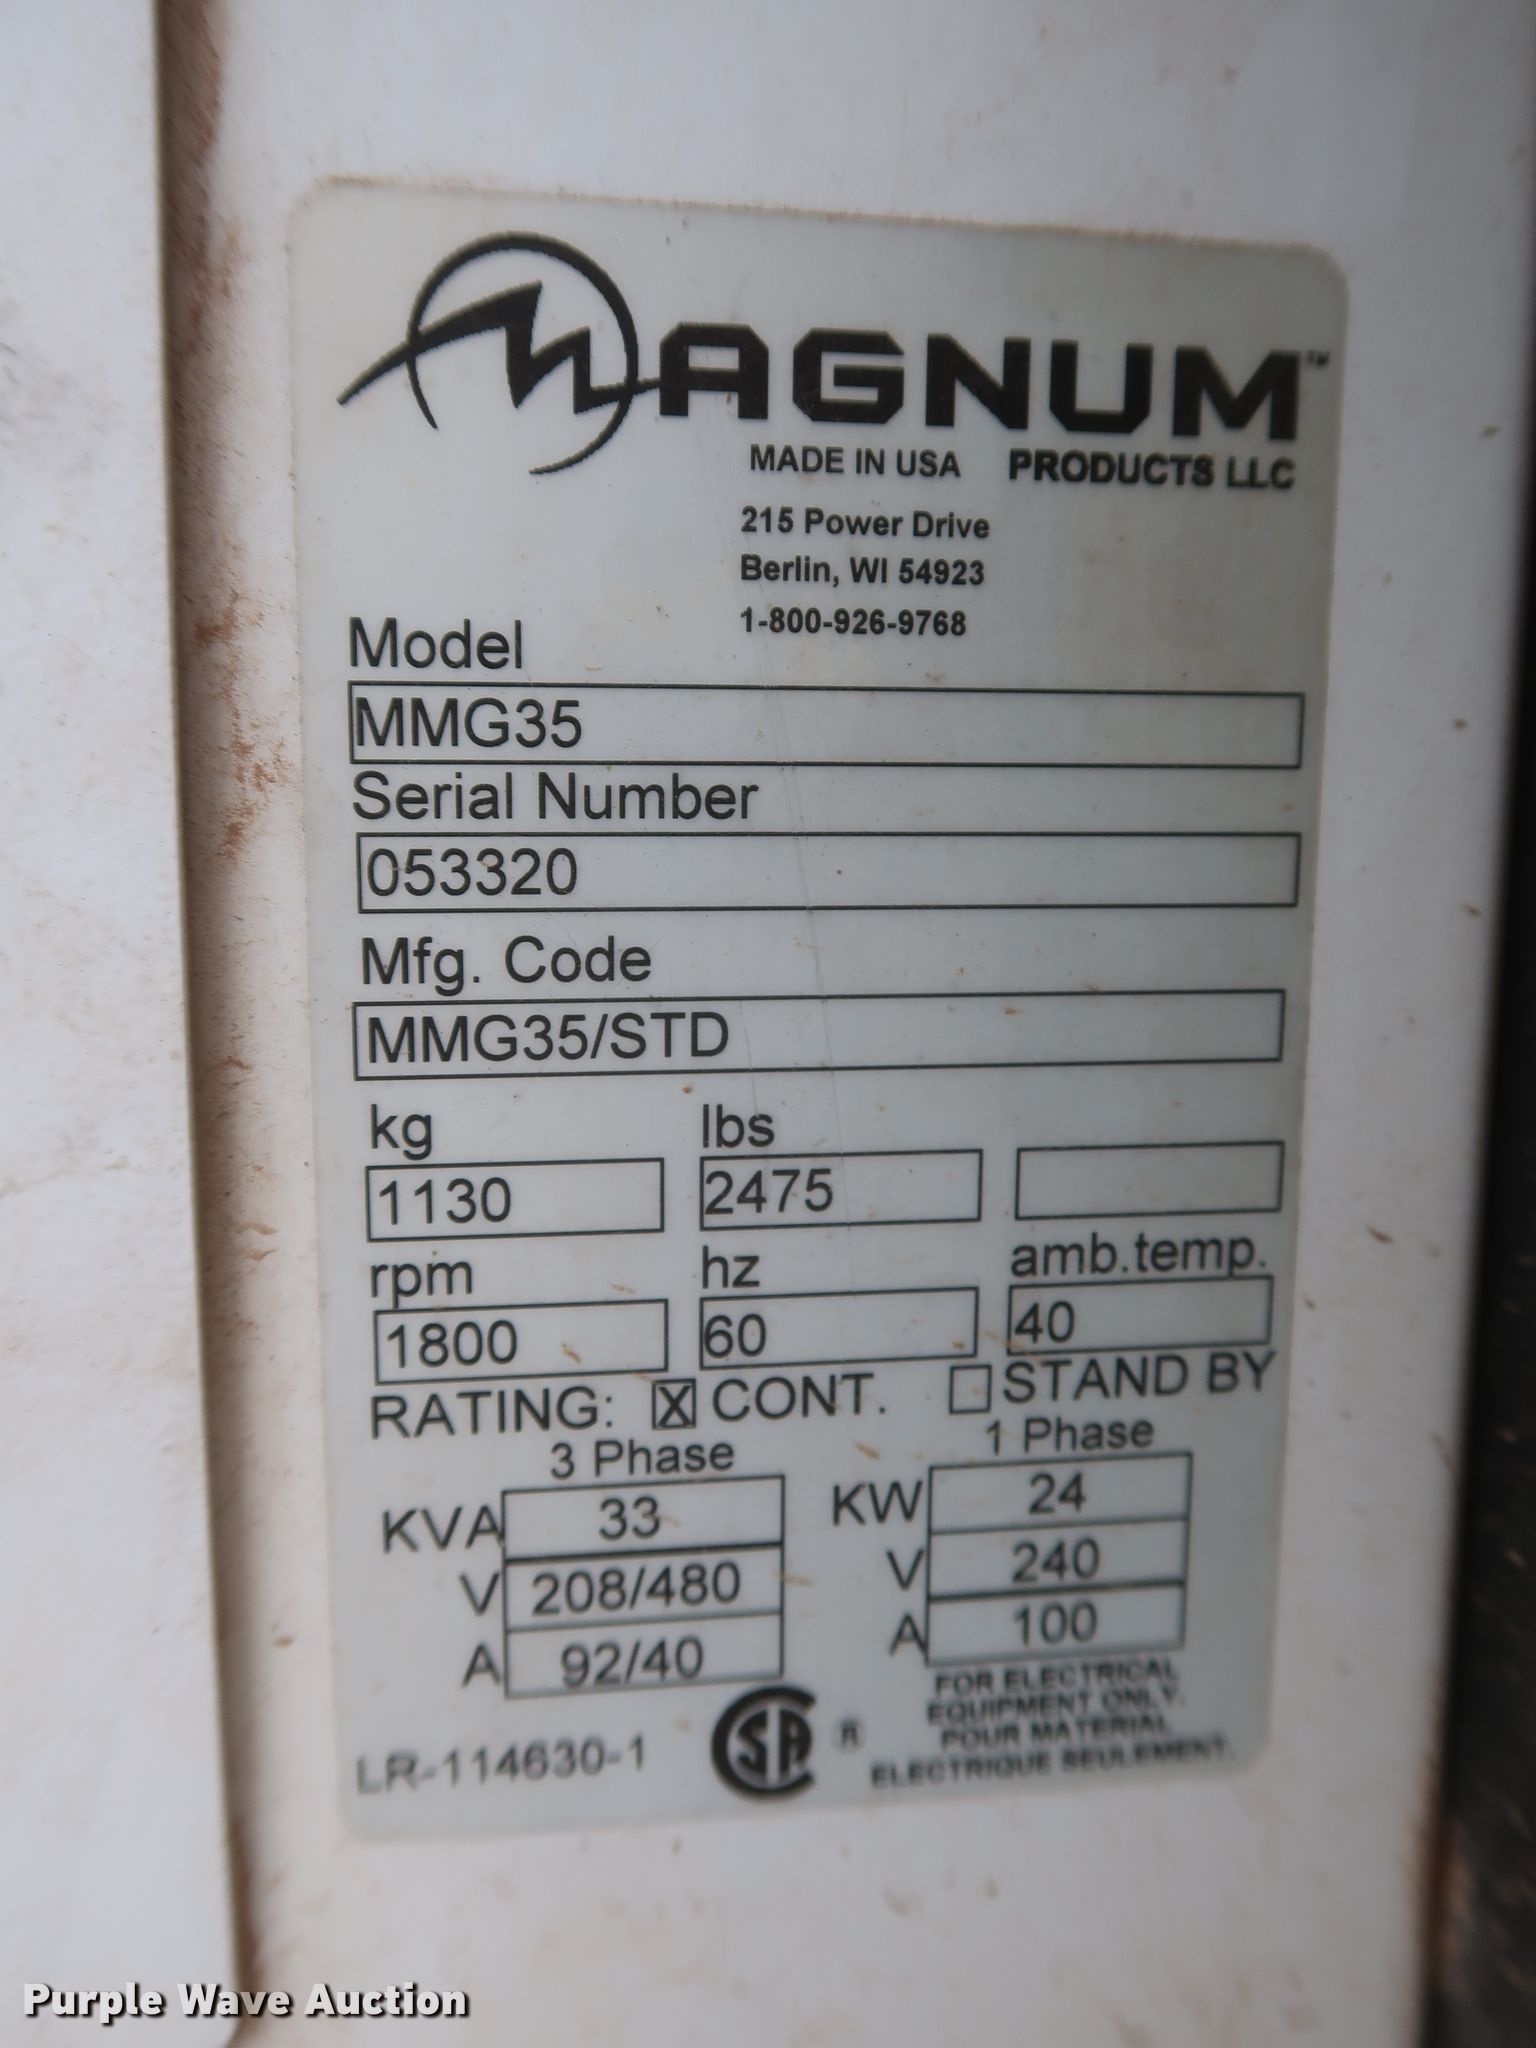 MAGNUM™
MADE IN USA PRODUCTS LLC
215 Power Drive
Berlin, WI 54923
1-800-926-9768
Model
MMG35
Serial Number
053320
Mfg. Code
MMG35/STD
kg lbs
1130 2475
rpm hz amb.temp.
1800 60 40
RATING: X CONT. STAND BY
3 Phase 1 Phase
KVA 33 KW 24
V 208/480 V 240
A 92/40 A 100
FOR ELECTRICAL
EQUIPMENT ONLY.
POUR MATERIAL
ELECTRIQUE SEULEMENT.
LR-114630-1 CSA ®
Purple Wave Auction